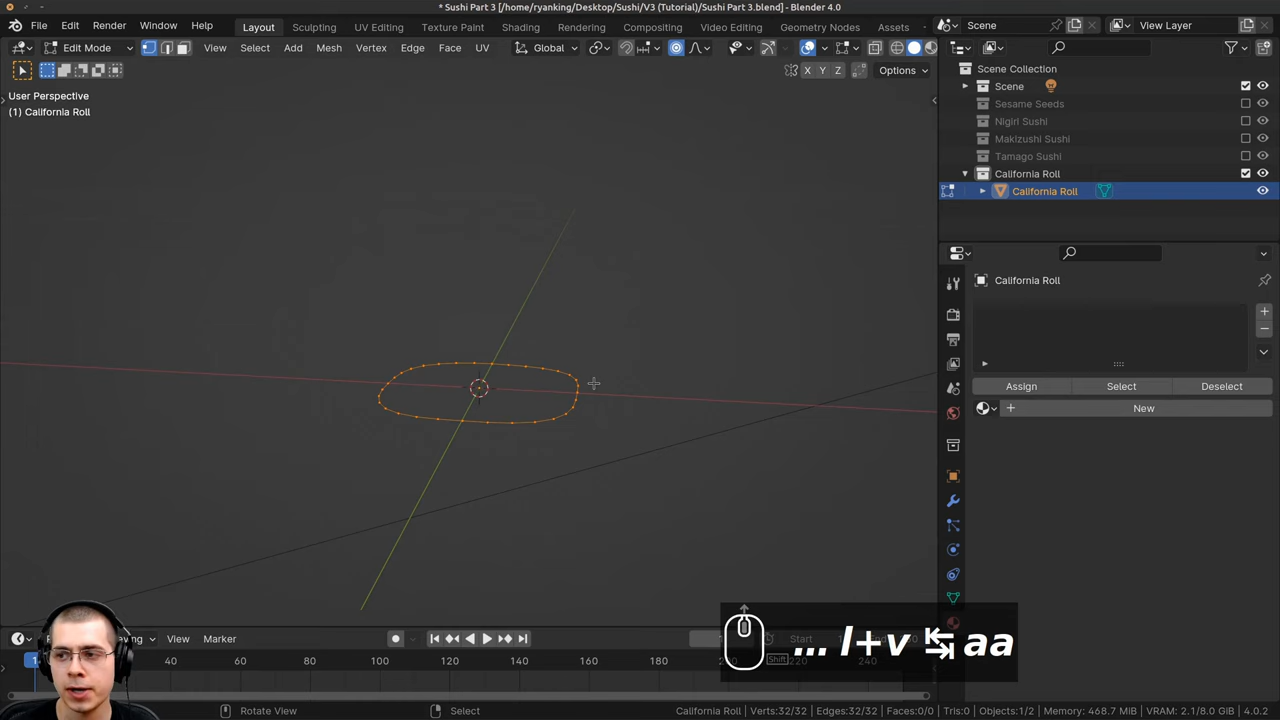 * Sushi Part 3 [/home/ryanking/Desktop/Sushi/V3 (Tutorial)/Sushi Part 3.blend] - Blender 4.0
File Edit Render Window Help Layout Sculpting UV Editing Texture Paint Shading Rendering Compositing Geometry Nodes Assets Scene View Layer
Edit Mode View Select Add Mesh Vertex Edge Face UV Global
X Y Z Options
User Perspective
(1) California Roll
Scene Collection
Scene
Sesame Seeds
Nigiri Sushi
Makizushi Sushi
Tamago Sushi
California Roll
California Roll
California Roll
Assign Select Deselect
New
... l+v ↹ aa
Shift
View Marker Start
40 60 80 100 120 140 160 180
Rotate View Select California Roll Verts:32/32 Edges:32/32 Faces:0/0 Tris:0 Objects:1/2 Memory: 468.7 MiB VRAM: 2.1/8.0 GiB 4.0.2